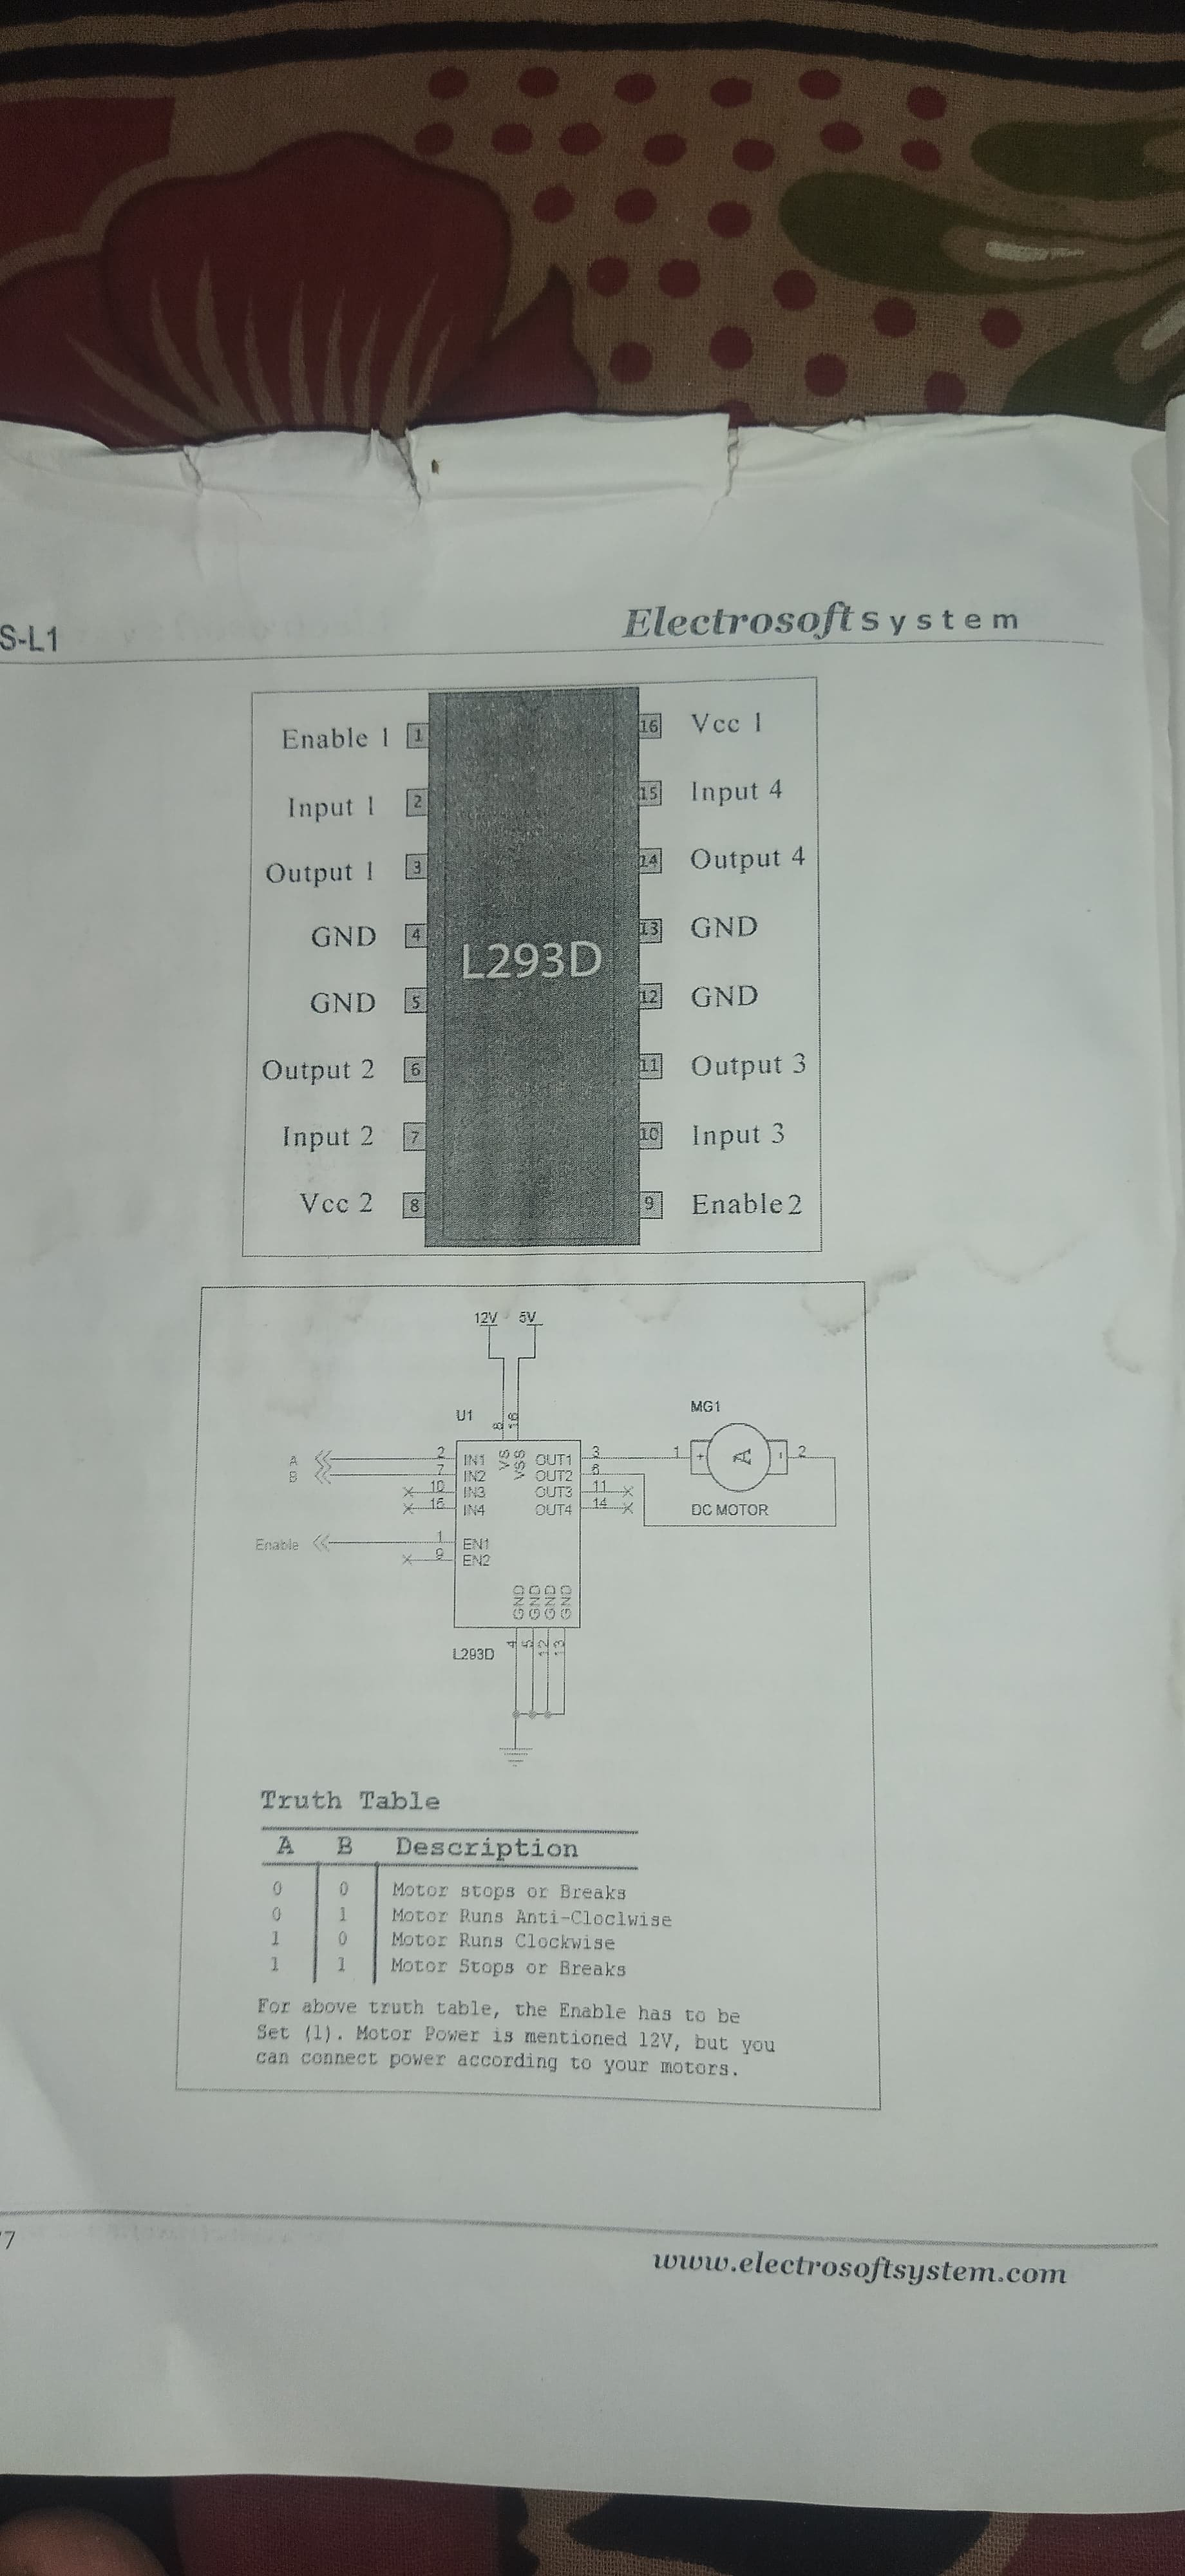 S-L1
Electrosoft System
Enable 1 1
Input 1 2
Output 1 3
GND 4
GND 5
Output 2 6
Input 2 7
Vcc 2 8
L293D
16 Vcc 1
15 Input 4
14 Output 4
13 GND
12 GND
11 Output 3
10 Input 3
9 Enable2
12V 5V
U1
8 16
VS VSS
A 2 IN1
B 7 IN2
10 IN3
15 IN4
Enable 1 EN1
9 EN2
OUT1 3
OUT2 6
OUT3 11
OUT4 14
MG1
1 + A - 2
DC MOTOR
GND GND GND GND
4 5 12 13
L293D
Truth Table
A B Description
0 0 Motor stops or Breaks
0 1 Motor Runs Anti-Cloclwise
1 0 Motor Runs Clockwise
1 1 Motor Stops or Breaks
For above truth table, the Enable has to be
Set (1). Motor Power is mentioned 12V, but you
can connect power according to your motors.
7
www.electrosoftsystem.com